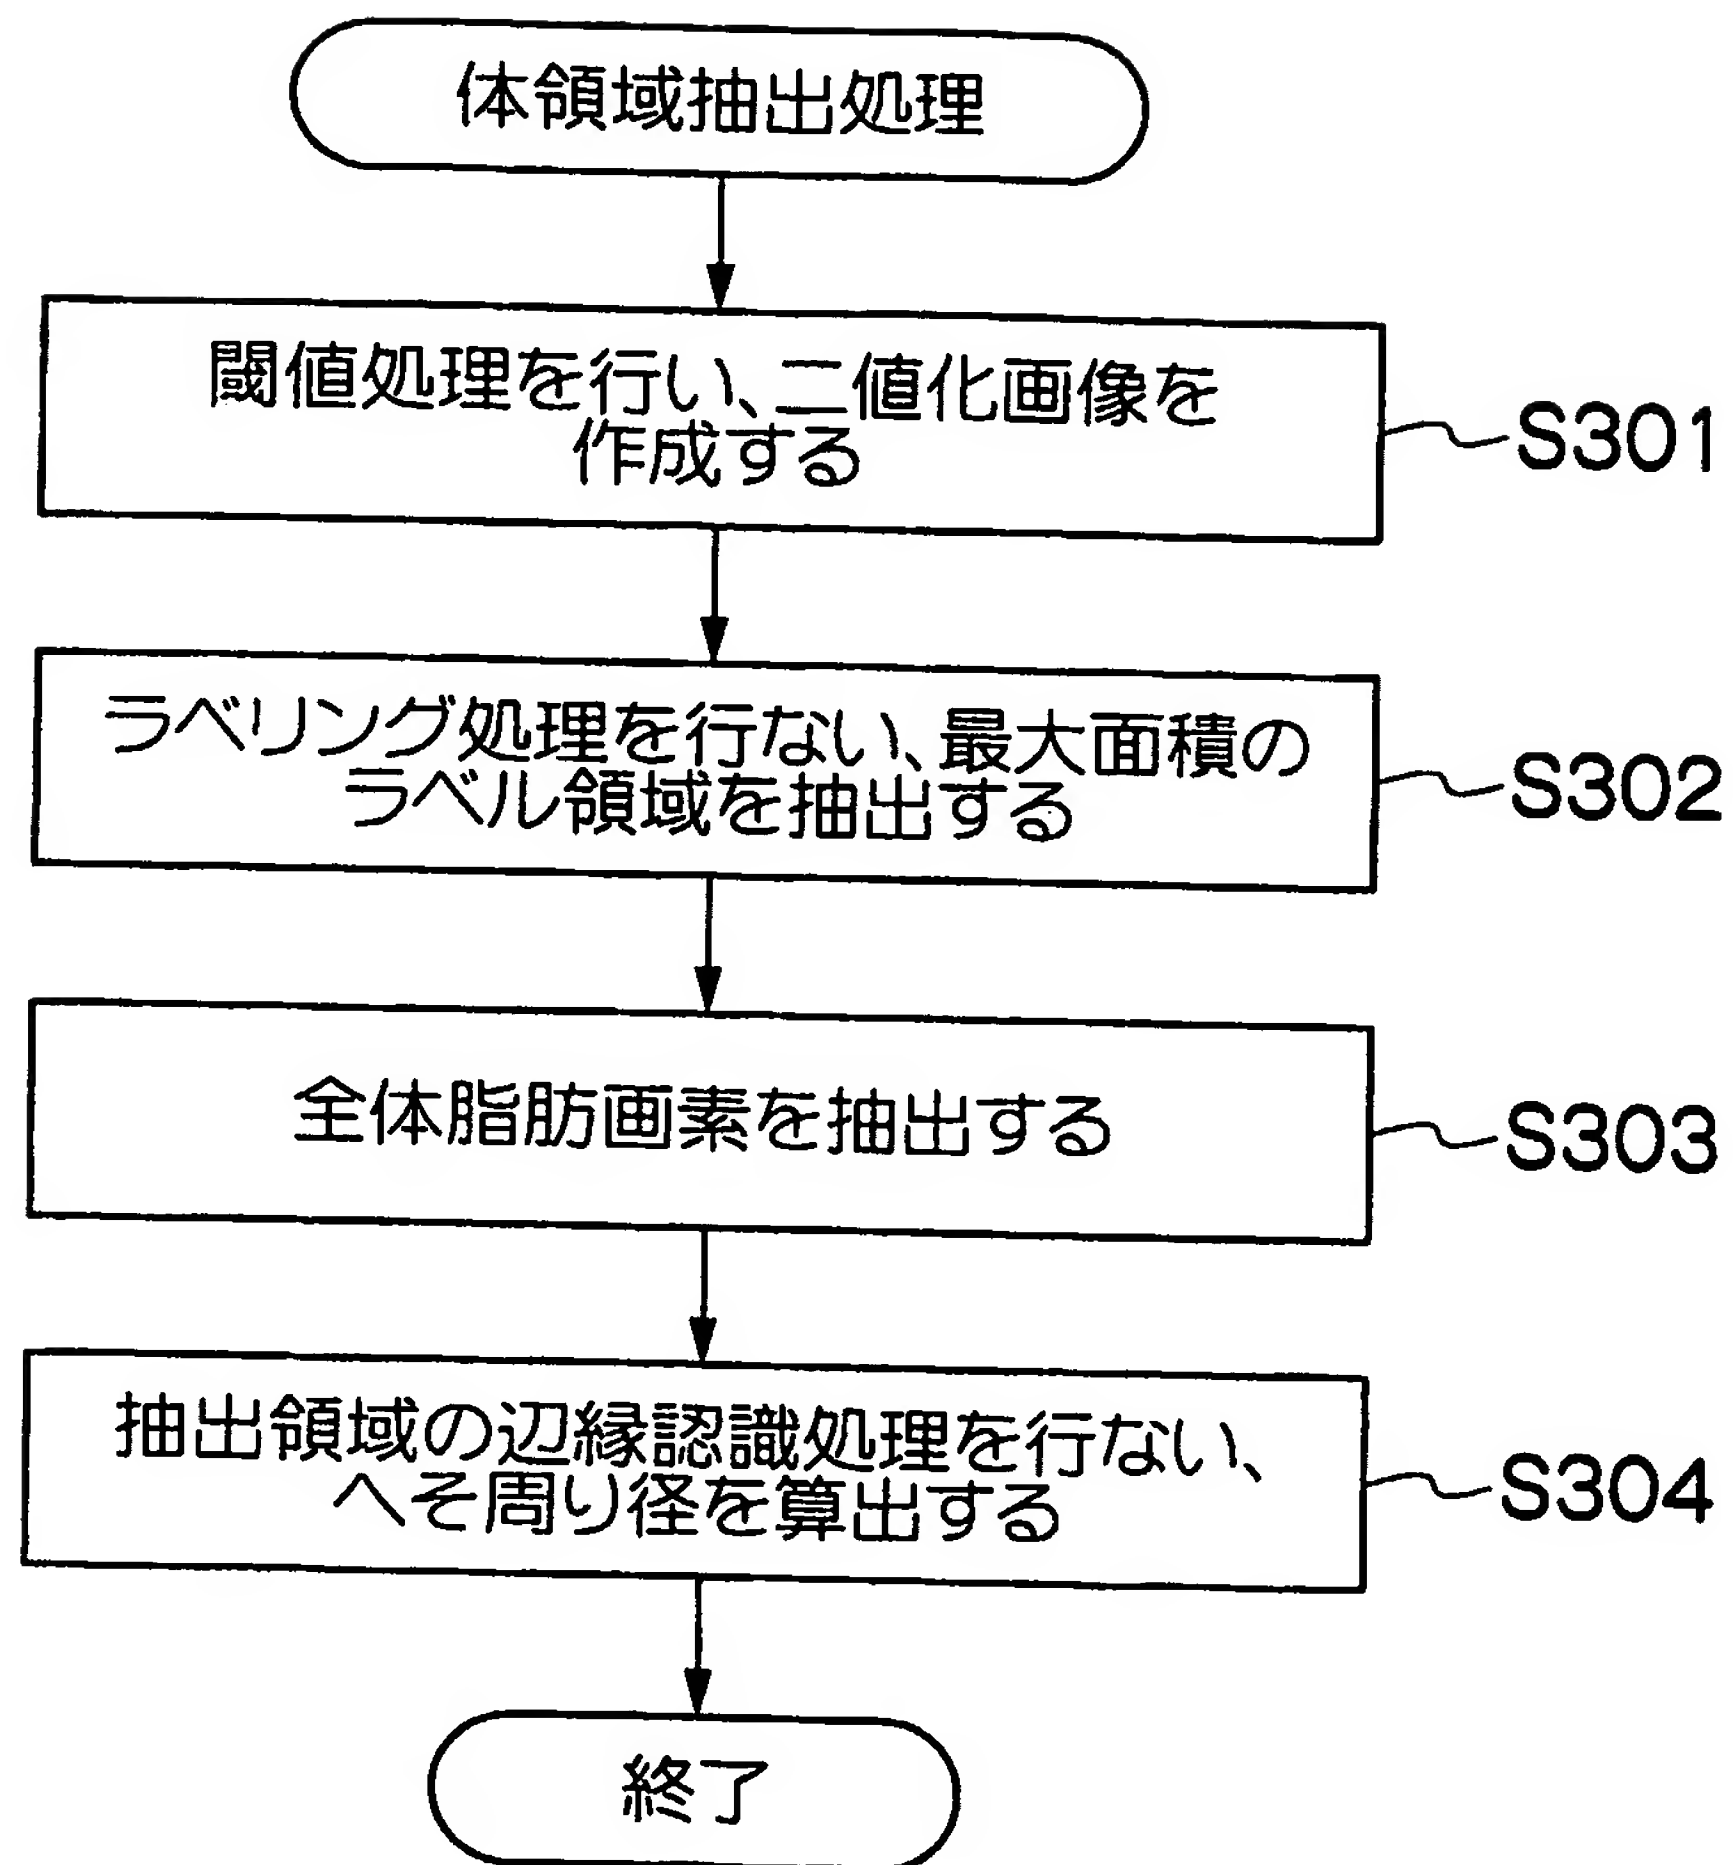 体領域抽出処理
閾値処理を行い、二値化画像を
作成する
S301
ラベリング処理を行ない、最大面積の
ラベル領域を抽出する
S302
全体脂肪画素を抽出する
S303
抽出領域の辺縁認識処理を行ない、
へそ周り径を算出する
S304
終了